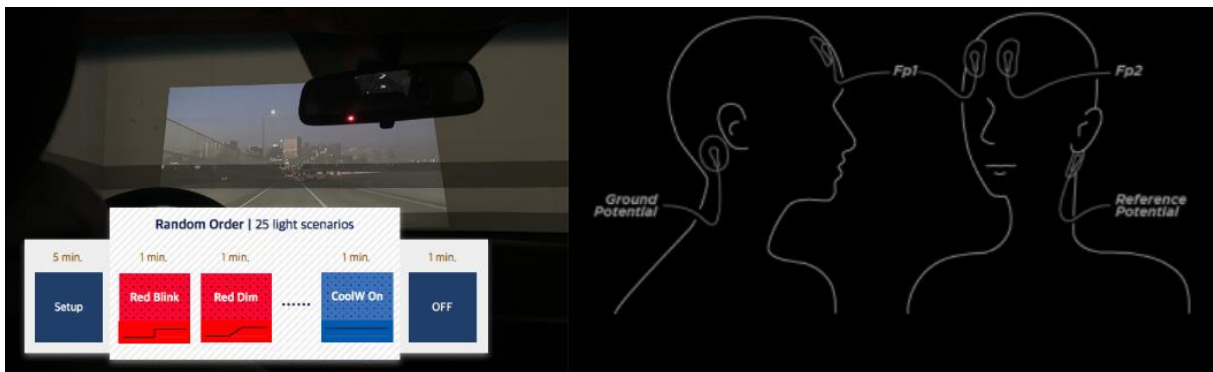 Random Order | 25 light scenarios
5 min.
1 min.
1 min.
1 min.
1 min.
Setup
Red Blink
Red Dim
......
CoolW On
OFF
Fp1
Fp2
Ground
Potential
Reference
Potential